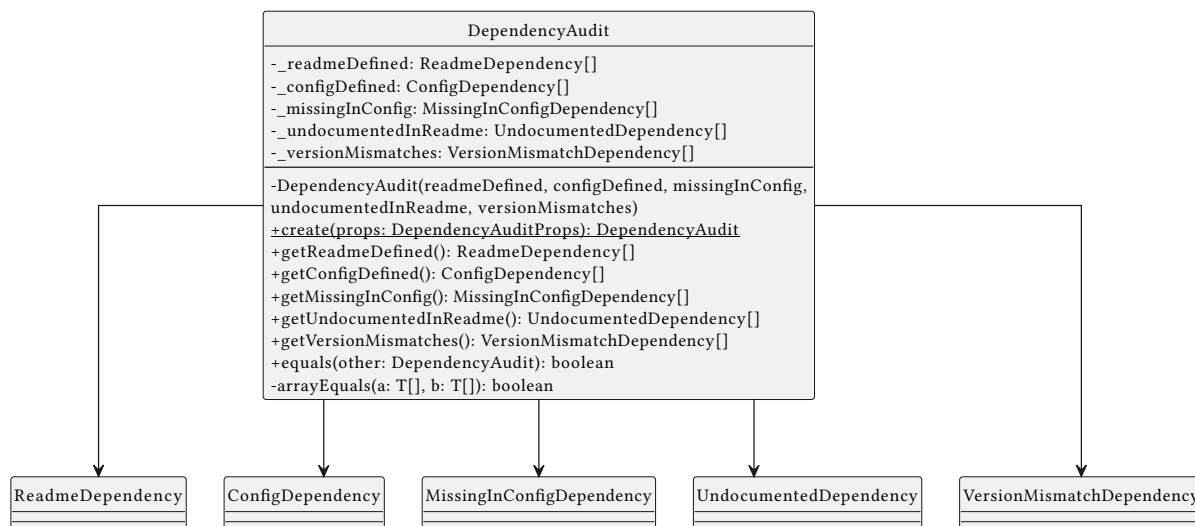 DependencyAudit
-_readmeDefined: ReadmeDependency[]
-_configDefined: ConfigDependency[]
-_missingInConfig: MissingInConfigDependency[]
-_undocumentedInReadme: UndocumentedDependency[]
-_versionMismatches: VersionMismatchDependency[]
-DependencyAudit(readmeDefined, configDefined, missingInConfig,
undocumentedInReadme, versionMismatches)
+create(props: DependencyAuditProps): DependencyAudit
+getReadmeDefined(): ReadmeDependency[]
+getConfigDefined(): ConfigDependency[]
+getMissingInConfig(): MissingInConfigDependency[]
+getUndocumentedInReadme(): UndocumentedDependency[]
+getVersionMismatches(): VersionMismatchDependency[]
+equals(other: DependencyAudit): boolean
-arrayEquals(a: T[], b: T[]): boolean
ReadmeDependency
ConfigDependency
MissingInConfigDependency
UndocumentedDependency
VersionMismatchDependency